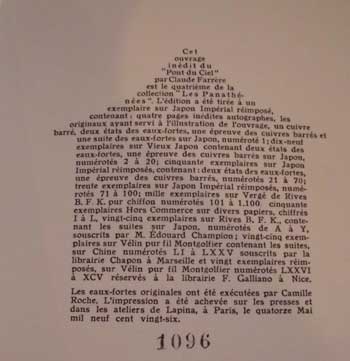 Cet
ouvrage
inédit du
"Pont du Ciel"
par Claude Farrère
est le quatrième de la
collection "Les Panathé-
nées". L'édition a été tirée à un
exemplaire sur Japon Impérial réimposé,
contenant : quatre pages inédites autographes, les
originaux ayant servi à l'illustration de l'ouvrage, un cuivre
barré, deux états des eaux-fortes, une épreuve des cuivres barrés et
une suite des eaux-fortes sur Japon, numéroté 1; dix-neuf
exemplaires sur Vieux Japon contenant deux états des
eaux-forte, une épreuve des cuivres barrés sur Japon,
numérotés 2 à 20; cinquante exemplaires sur Japon
Impérial réimposés, contenant : deux états des eaux-fortes,
une épreuve des cuivres barrés, numérotés 21 à 70;
trente exemplaires sur Japon Impérial réimposés, numé-
rotés 71 à 100; mille exemplaires sur Vergé de Rives
B. F. K. pur chiffon numérotés 101 à 1.100. cinquante
exemplaires Hors Commerce sur divers papiers, chiffrés
I à L, vingt-cinq exemplaires sur Rives B. F. K., conte-
nant les suites sur Japon, numérotés de A à Y,
souscrits par M. Édouard Champion; vingt-cinq exem-
plaires sur Vélin pur fil Montgolfier contenant les suites,
sur Chine numérotés LI à LXXV souscrits par la
librairie Chapon à Marseille et vingt exemplaires réim-
posés, sur Vélin pur fil Montgolfier numérotés LXXVI
à XCV réservés à la librairie F. Galliano à Nice.
Les eaux-fortes originales ont été exécutées par Camille
Roche. L'impression a été achevée sur les presses et
dans les ateliers de Lapina, à Paris, le quatorze Mai
mil neuf cent vingt-six.
1096